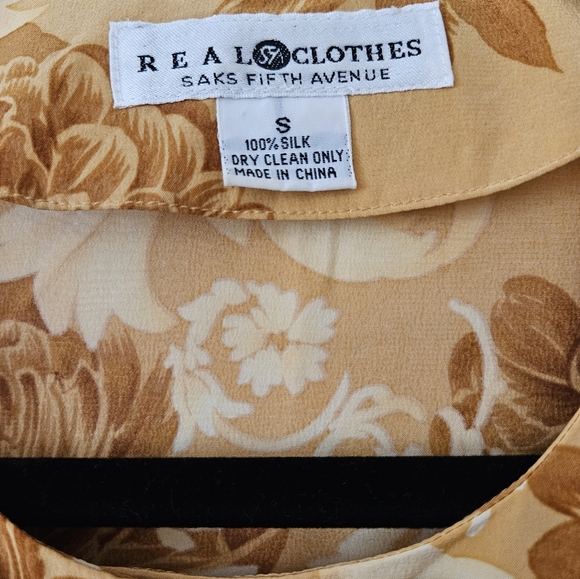 REAL S/A CLOTHES
SAKS FIFTH AVENUE
S
100% SILK
DRY CLEAN ONLY
MADE IN CHINA